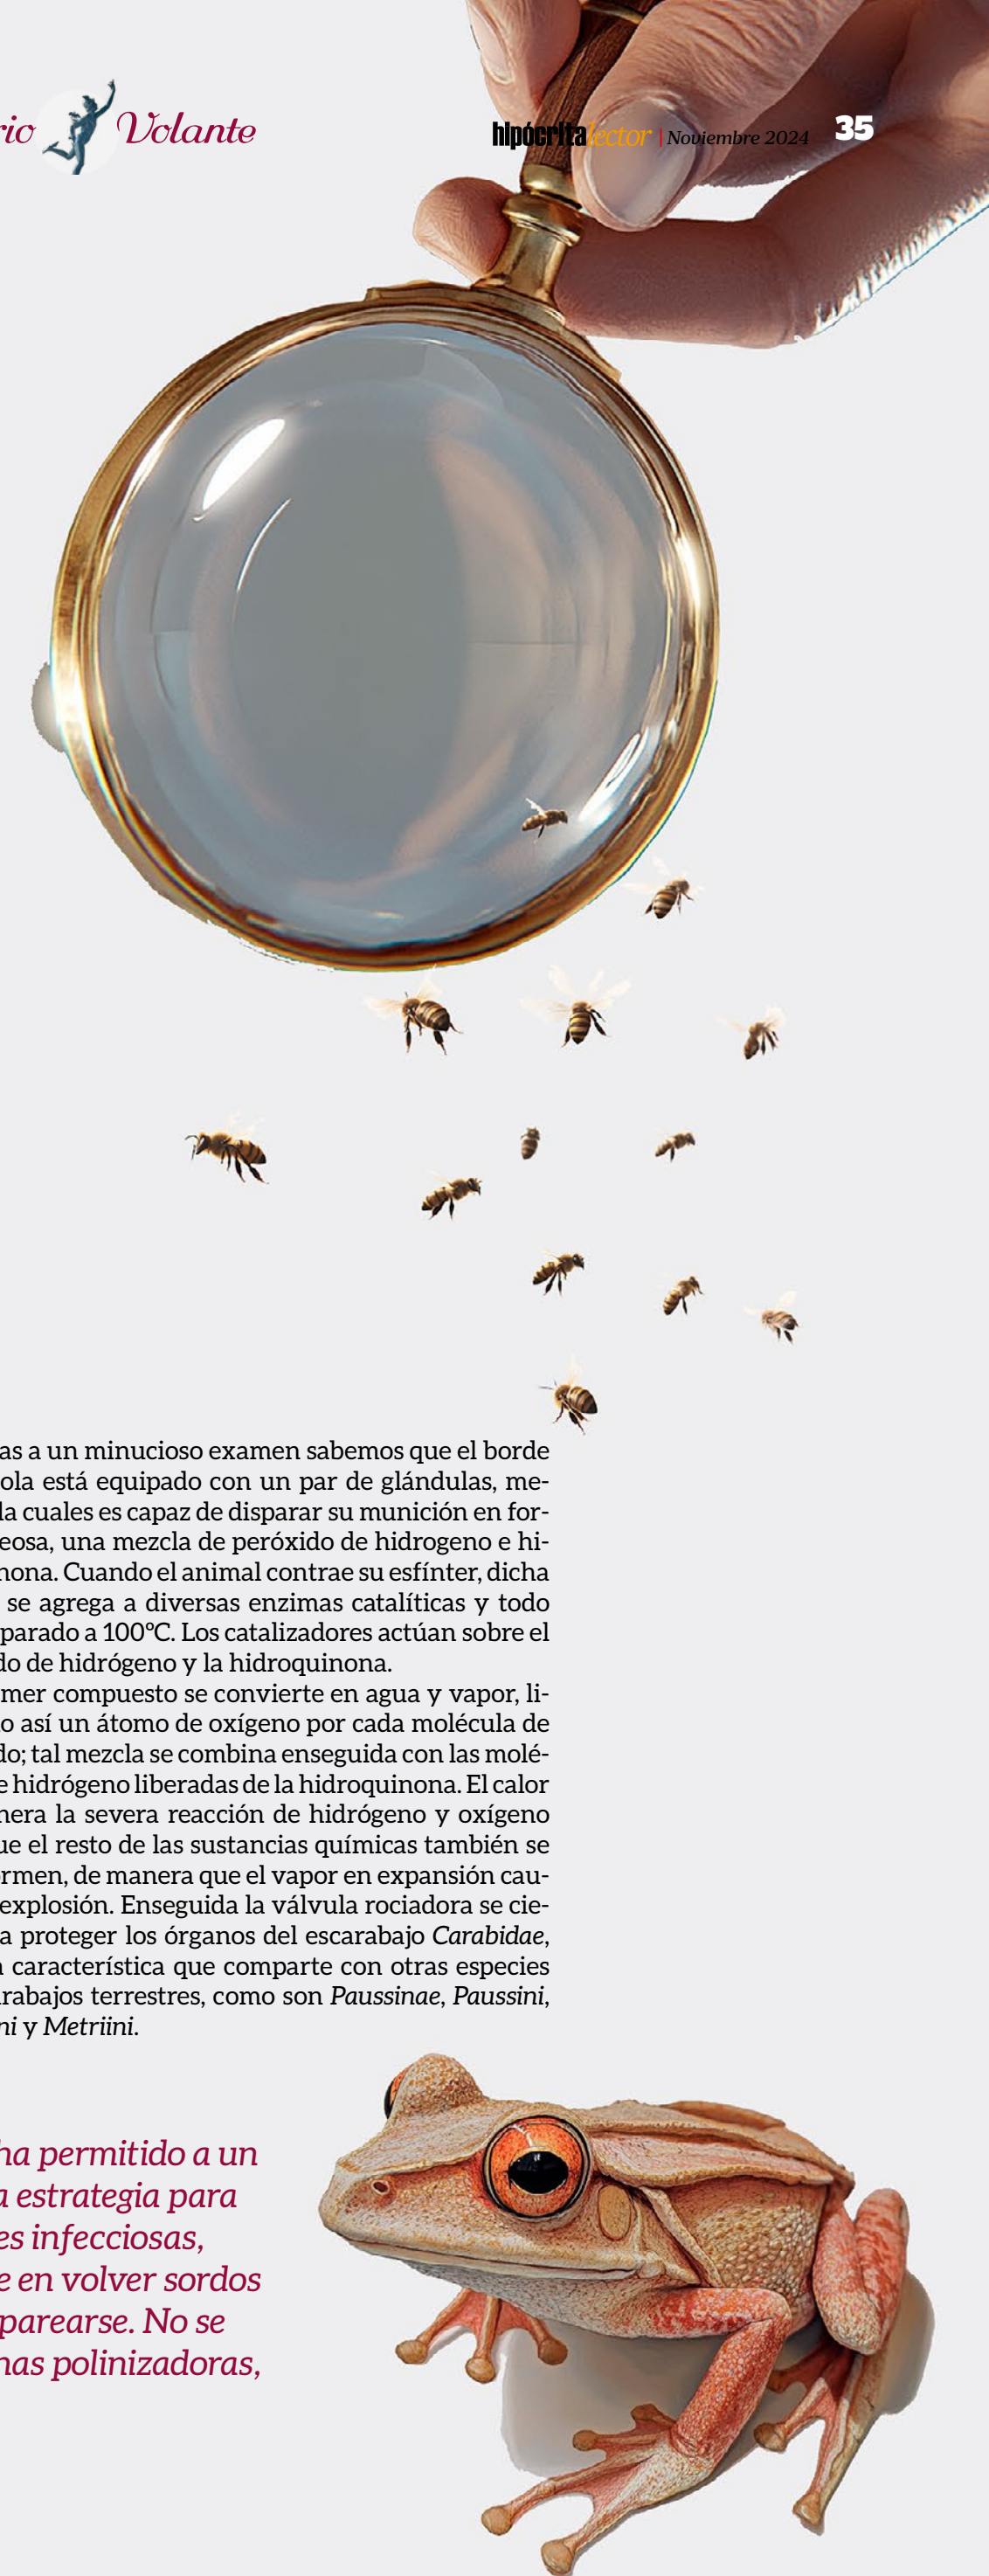 rio Volante
hipócritalector | Noviembre 2024 35
as a un minucioso examen sabemos que el borde
ola está equipado con un par de glándulas, me-
la cuales es capaz de disparar su munición en for-
eosa, una mezcla de peróxido de hidrogeno e hi-
nona. Cuando el animal contrae su esfínter, dicha
se agrega a diversas enzimas catalíticas y todo
parado a 100°C. Los catalizadores actúan sobre el
do de hidrógeno y la hidroquinona.
mer compuesto se convierte en agua y vapor, li-
o así un átomo de oxígeno por cada molécula de
do; tal mezcla se combina enseguida con las molé-
e hidrógeno liberadas de la hidroquinona. El calor
nera la severa reacción de hidrógeno y oxígeno
ue el resto de las sustancias químicas también se
ormen, de manera que el vapor en expansión cau-
explosión. Enseguida la válvula rociadora se cie-
a proteger los órganos del escarabajo Carabidae,
a característica que comparte con otras especies
arabajos terrestres, como son Paussinae, Paussini,
ni y Metriini.
ha permitido a un
a estrategia para
es infecciosas,
e en volver sordos
parearse. No se
nas polinizadoras,